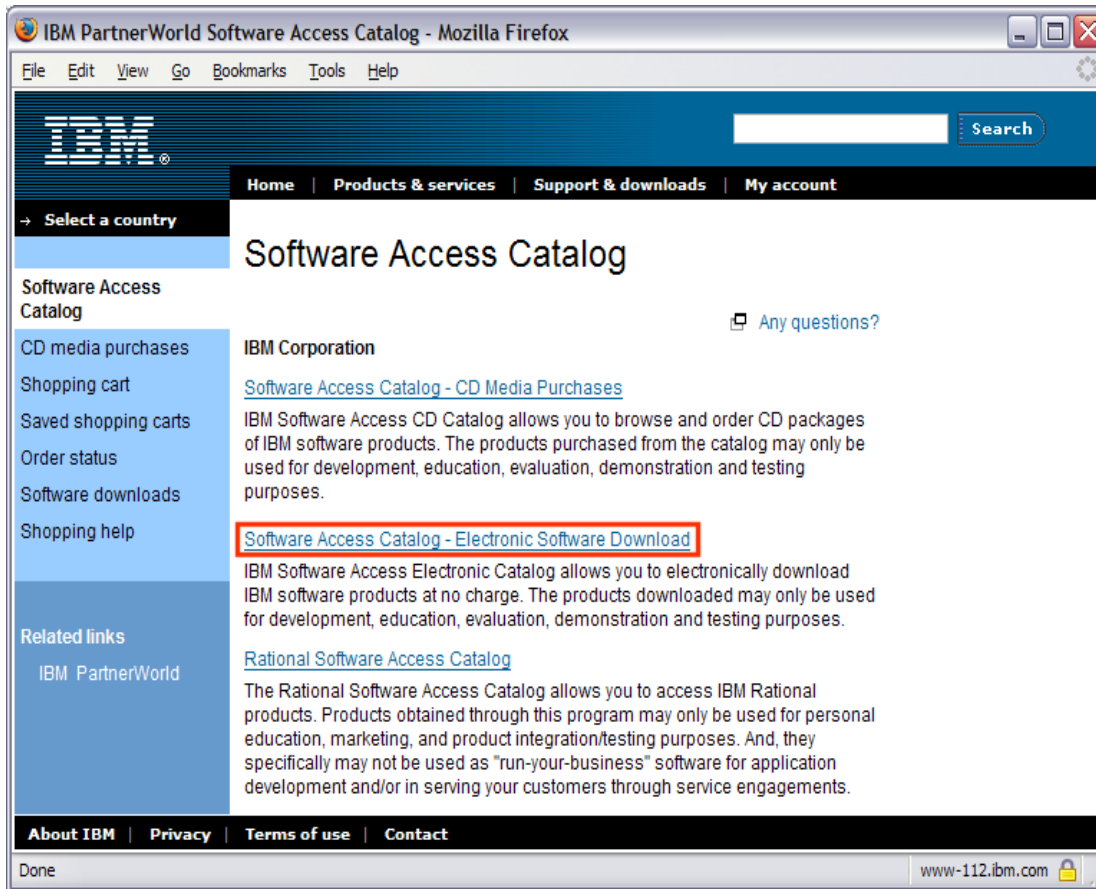 IBM PartnerWorld Software Access Catalog - Mozilla Firefox
File Edit View Go Bookmarks Tools Help
IBM®
Search
Home | Products & services | Support & downloads | My account
→ Select a country
Software Access Catalog
Software Access
Catalog
Any questions?
CD media purchases
Shopping cart
Saved shopping carts
Order status
Software downloads
Shopping help
Related links
IBM PartnerWorld
IBM Corporation
Software Access Catalog - CD Media Purchases
IBM Software Access CD Catalog allows you to browse and order CD packages
of IBM software products. The products purchased from the catalog may only be
used for development, education, evaluation, demonstration and testing
purposes.
Software Access Catalog - Electronic Software Download
IBM Software Access Electronic Catalog allows you to electronically download
IBM software products at no charge. The products downloaded may only be used
for development, education, evaluation, demonstration and testing purposes.
Rational Software Access Catalog
The Rational Software Access Catalog allows you to access IBM Rational
products. Products obtained through this program may only be used for personal
education, marketing, and product integration/testing purposes. And, they
specifically may not be used as "run-your-business" software for application
development and/or in serving your customers through service engagements.
About IBM | Privacy | Terms of use | Contact
Done
www-112.ibm.com